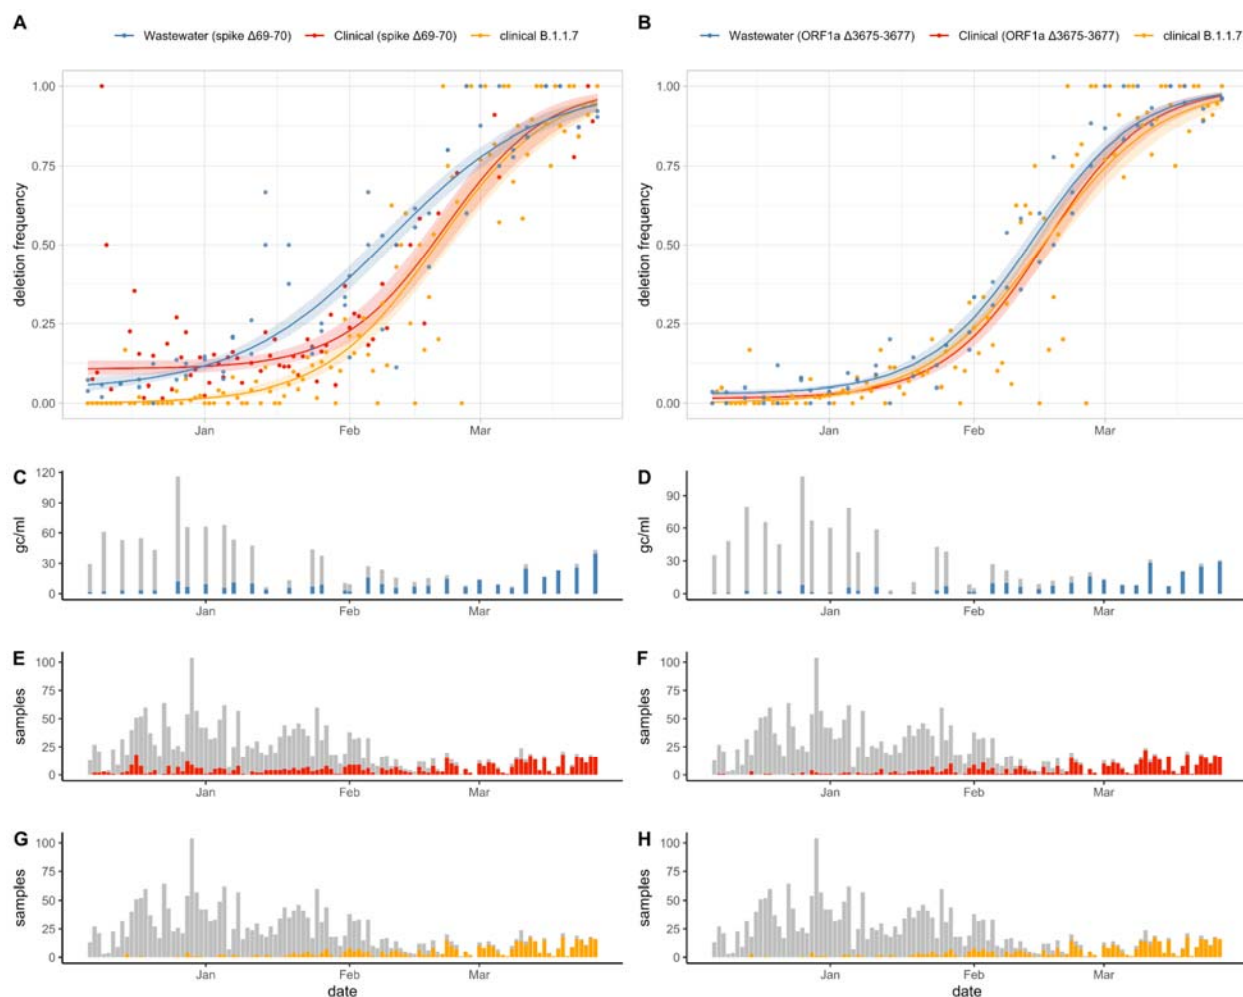 A
Wastewater (spike Δ69-70) Clinical (spike Δ69-70) clinical B.1.1.7
deletion frequency
1.00
0.75
0.50
0.25
0.00
Jan Feb Mar
B
Wastewater (ORF1a Δ3675-3677) Clinical (ORF1a Δ3675-3677) clinical B.1.1.7
deletion frequency
1.00
0.75
0.50
0.25
0.00
Jan Feb Mar
C
gc/ml
120
90
60
30
0
Jan Feb Mar
D
gc/ml
90
60
30
0
Jan Feb Mar
E
samples
100
75
50
25
0
Jan Feb Mar
F
samples
100
75
50
25
0
Jan Feb Mar
G
samples
100
75
50
25
0
Jan Feb Mar
date
H
samples
100
75
50
25
0
Jan Feb Mar
date